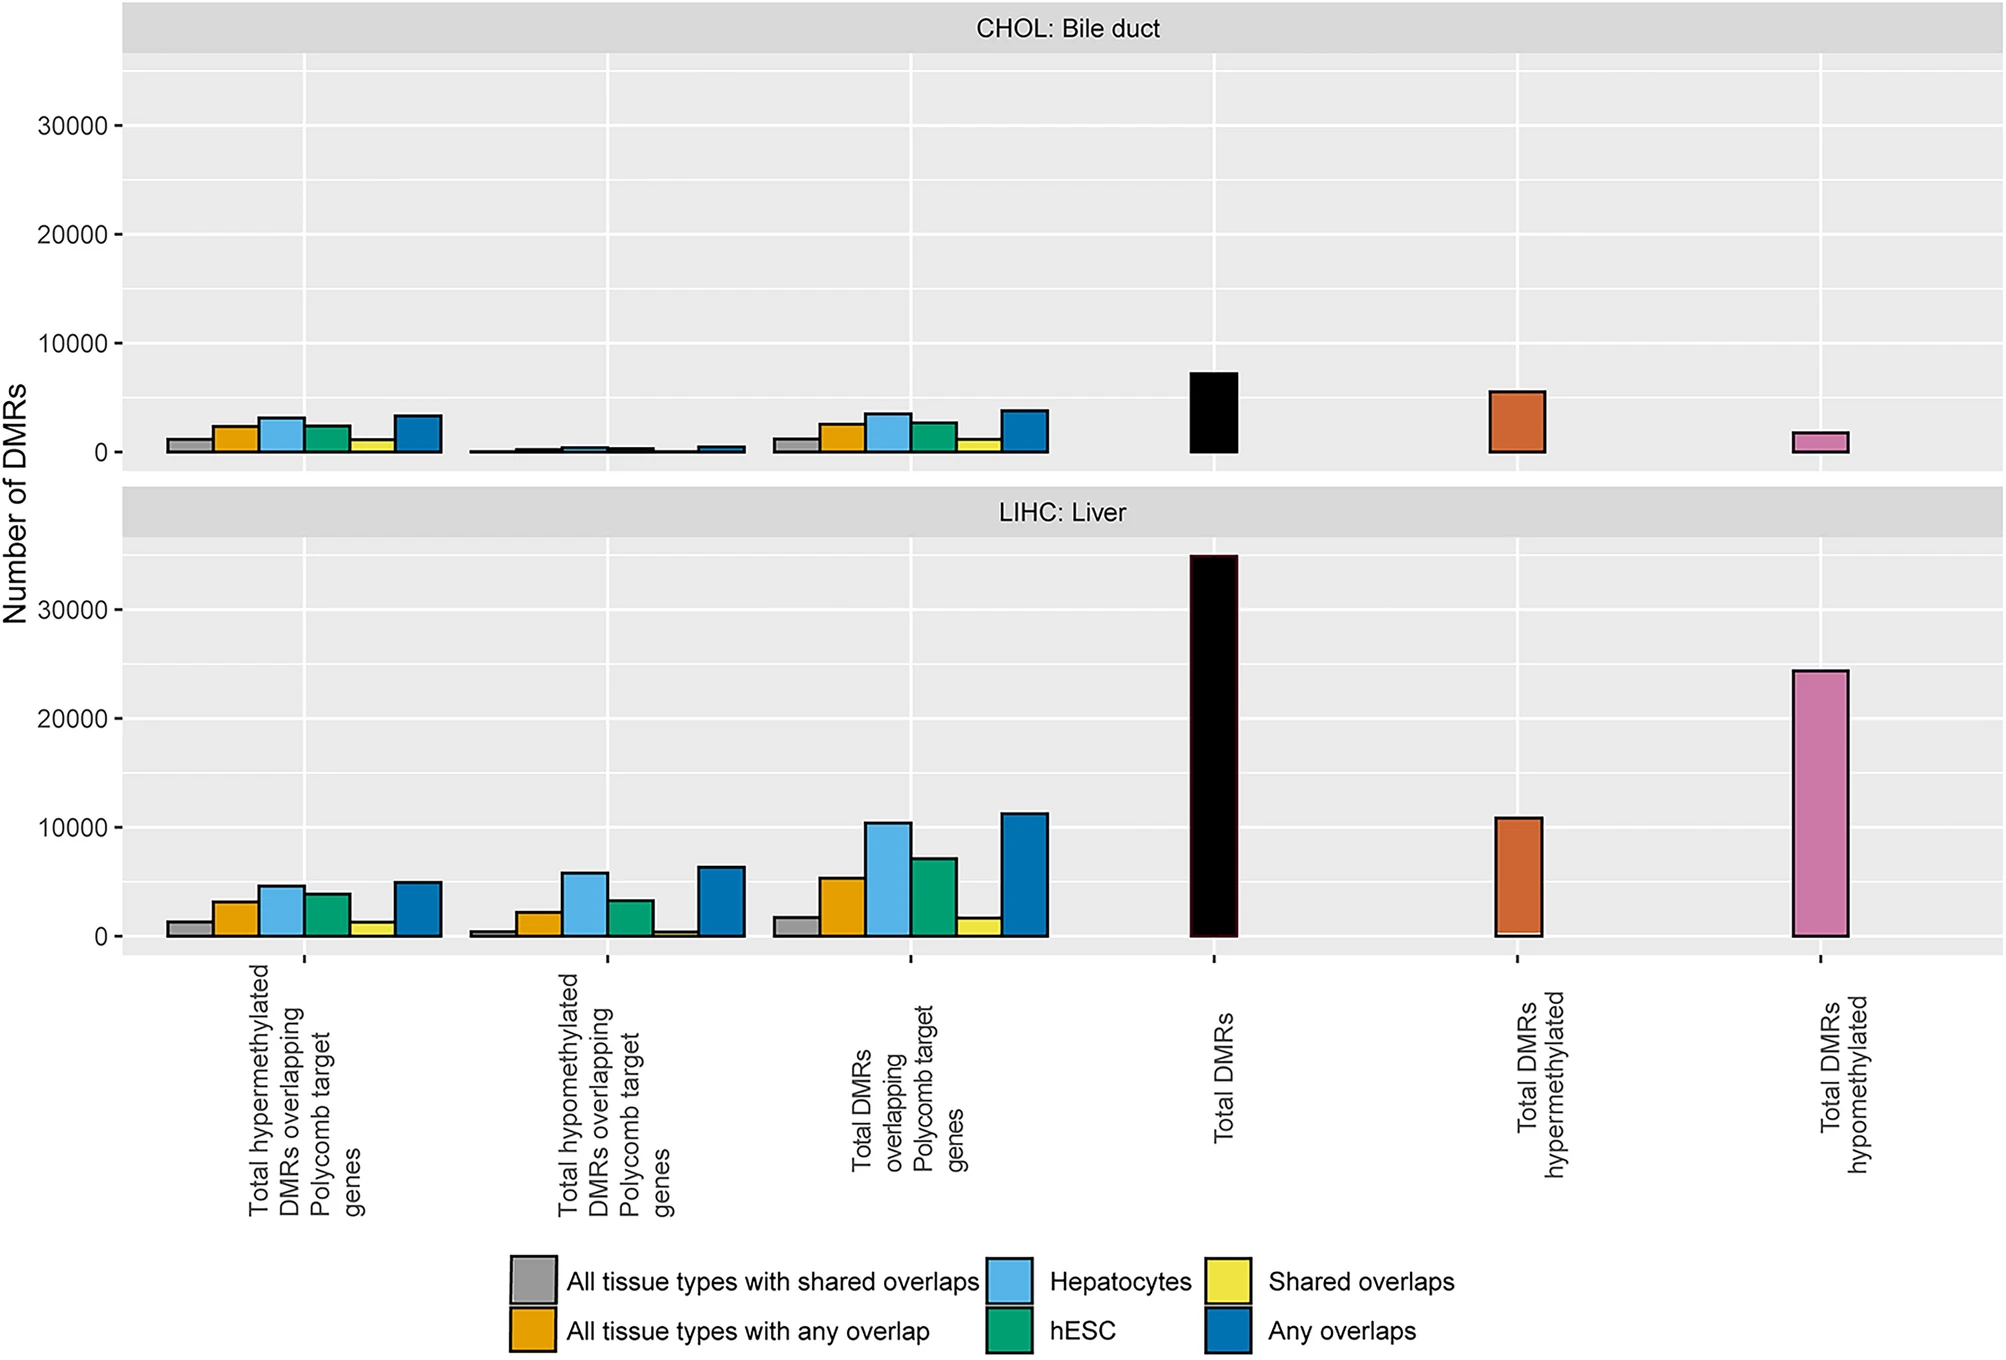 CHOL: Bile duct
30000
20000
10000
0
Number of DMRs
LIHC: Liver
30000
20000
10000
0
Total hypermethylated
DMRs overlapping
Polycomb target
genes
Total hypomethylated
DMRs overlapping
Polycomb target
genes
Total DMRs
overlapping
Polycomb target
genes
Total DMRs
Total DMRs
hypermethylated
Total DMRs
hypomethylated
All tissue types with shared overlaps
Hepatocytes
Shared overlaps
All tissue types with any overlap
hESC
Any overlaps